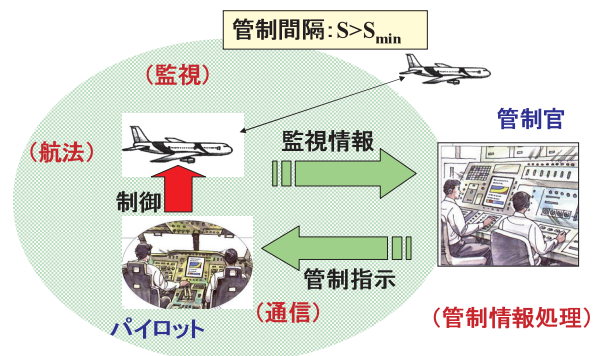 管制間隔：S>Smin
（監視）
管制官
（航法）
監視情報
制御
管制指示
（通信）
パイロット
（管制情報処理）